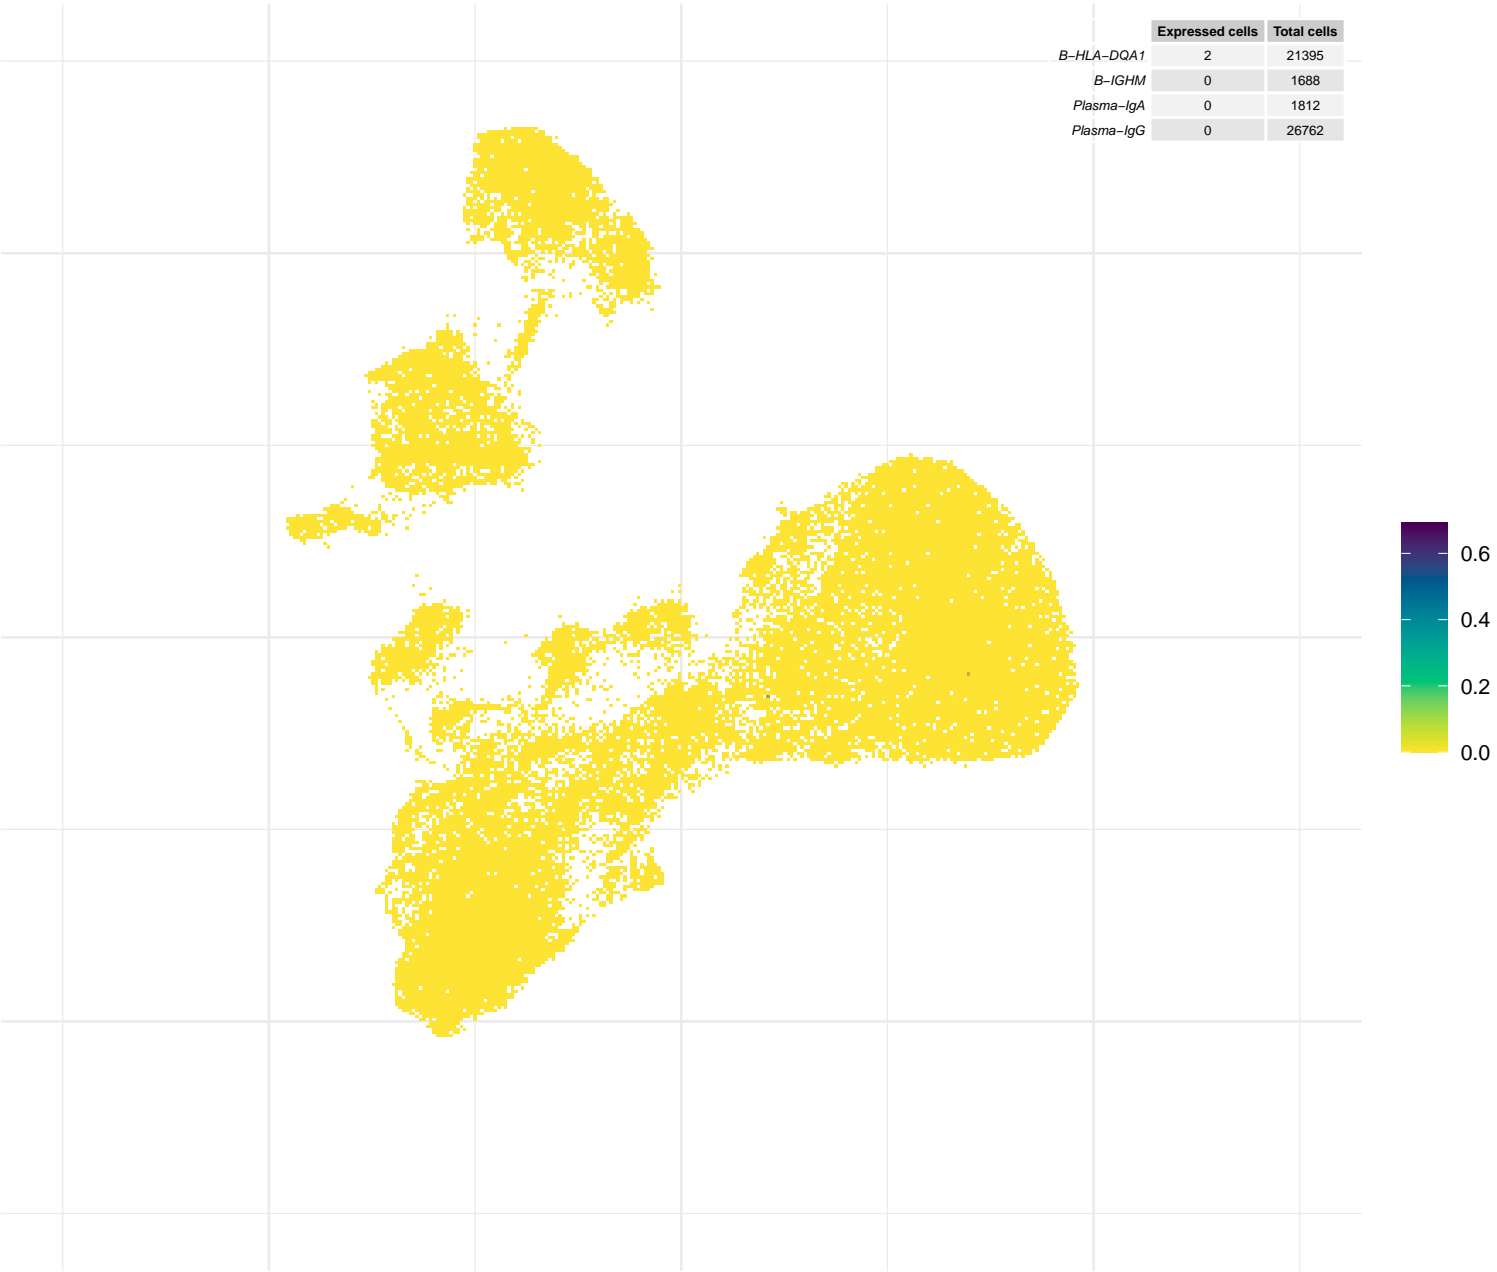 Expressed cells Total cells
B−HLA−DQA1 2 21395
B−IGHM 0 1688
Plasma−IgA 0 1812
Plasma−IgG 0 26762
0.6
0.4
0.2
0.0